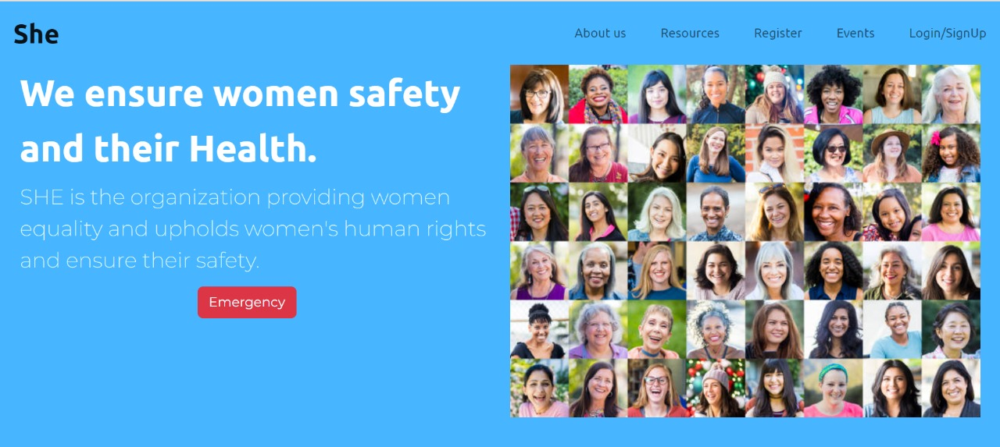 She
About us
Resources
Register
Events
Login/SignUp
We ensure women safety
and their Health.
SHE is the organization providing women
equality and upholds women's human rights
and ensure their safety.
Emergency